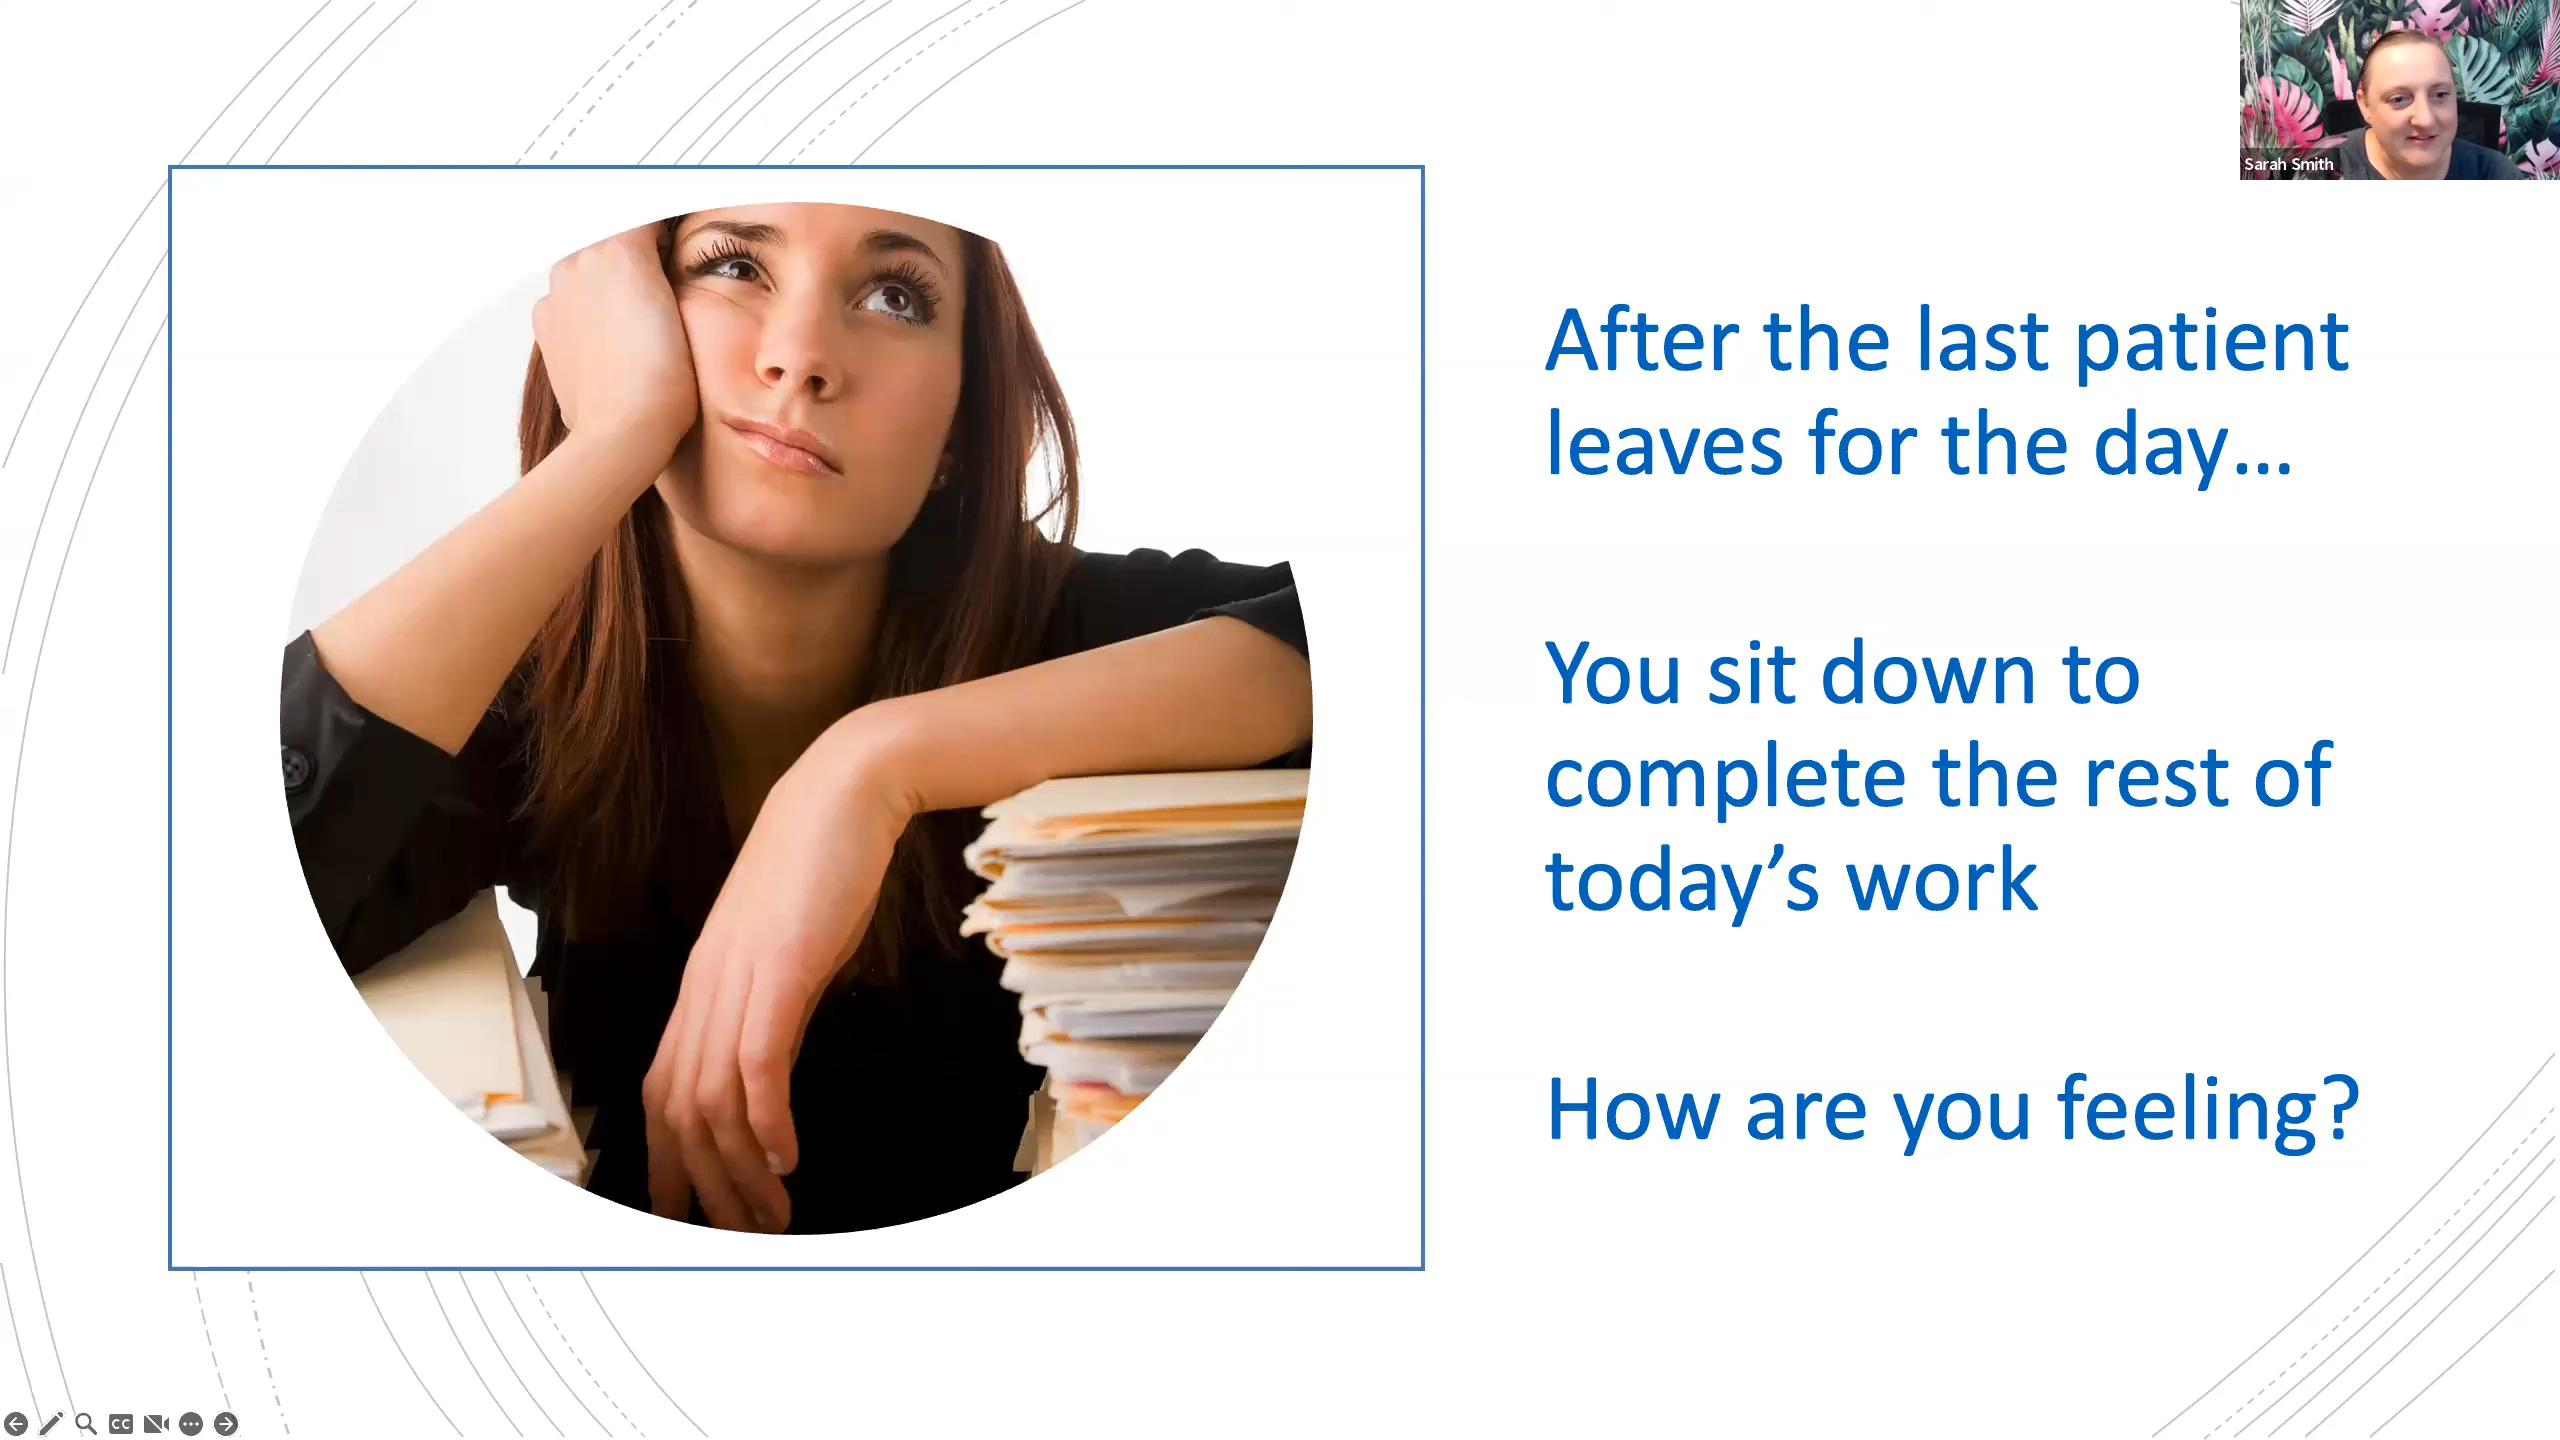 Sarah Smith
After the last patient
leaves for the day...
You sit down to
complete the rest of
today’s work
How are you feeling?
CC